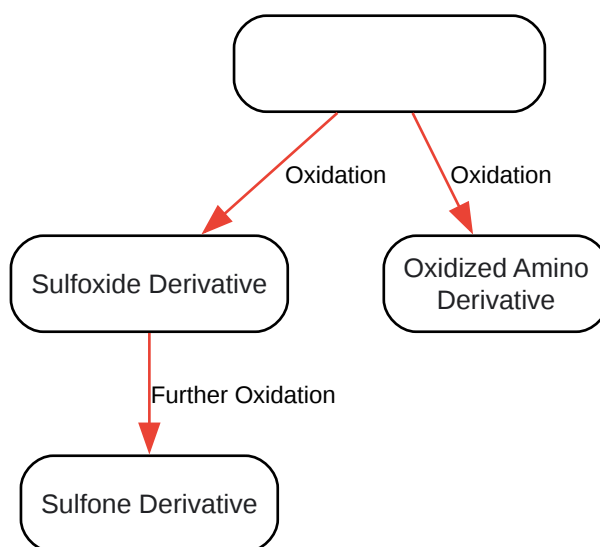 Oxidation
Oxidation
Sulfoxide Derivative
Oxidized Amino
Derivative
Further Oxidation
Sulfone Derivative